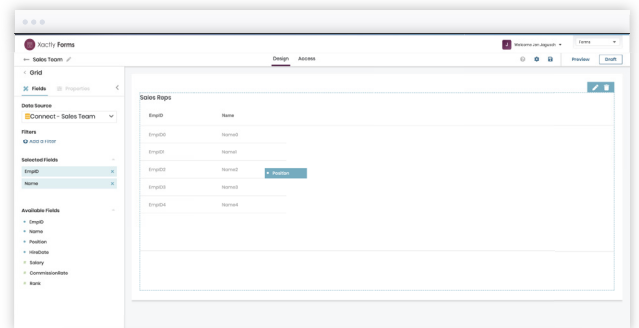 Xactly Forms
J Welcome Jan Jagusch
Forms
← Sales Team
Design Access
Preview Draft
< Grid
Fields Properties
Data Source
Connect - Sales Team
Filters
Add a Filter
Selected Fields
EmpID
Name
Available Fields
EmpID
Name
Position
HireDate
Salary
CommissionRate
Rank
Sales Reps
EmpID Name
EmpID0 Name0
EmpID1 Name1
EmpID2 Name2
Position
EmpID3 Name3
EmpID4 Name4